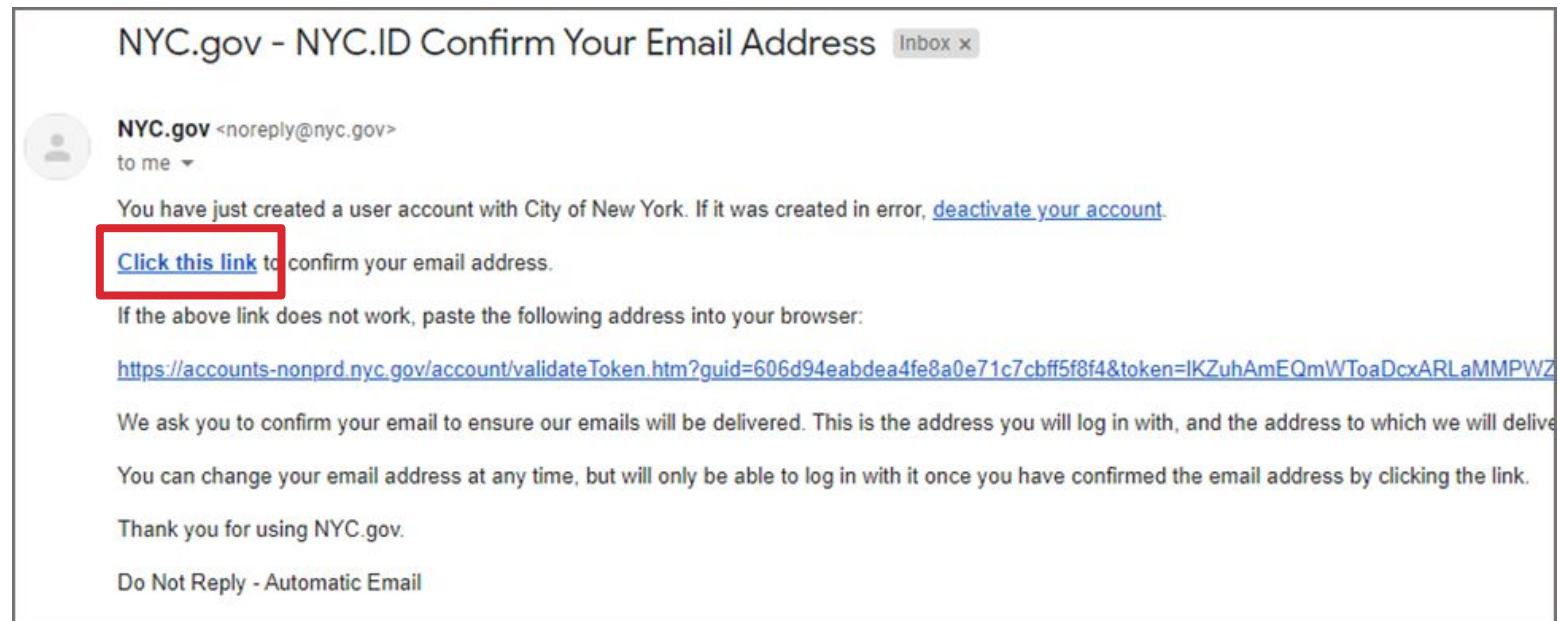 NYC.gov - NYC.ID Confirm Your Email Address Inbox x
NYC.gov <noreply@nyc.gov>
to me
You have just created a user account with City of New York. If it was created in error, deactivate your account.
Click this link to confirm your email address.
If the above link does not work, paste the following address into your browser:
https://accounts-nonprd.nyc.gov/account/validateToken.htm?guid=606d94eabdea4fe8a0e71c7cbff5f8f4&token=IKZuhAmEQmWToaDcxARLaMMPWZ
We ask you to confirm your email to ensure our emails will be delivered. This is the address you will log in with, and the address to which we will delive
You can change your email address at any time, but will only be able to log in with it once you have confirmed the email address by clicking the link.
Thank you for using NYC.gov.
Do Not Reply - Automatic Email